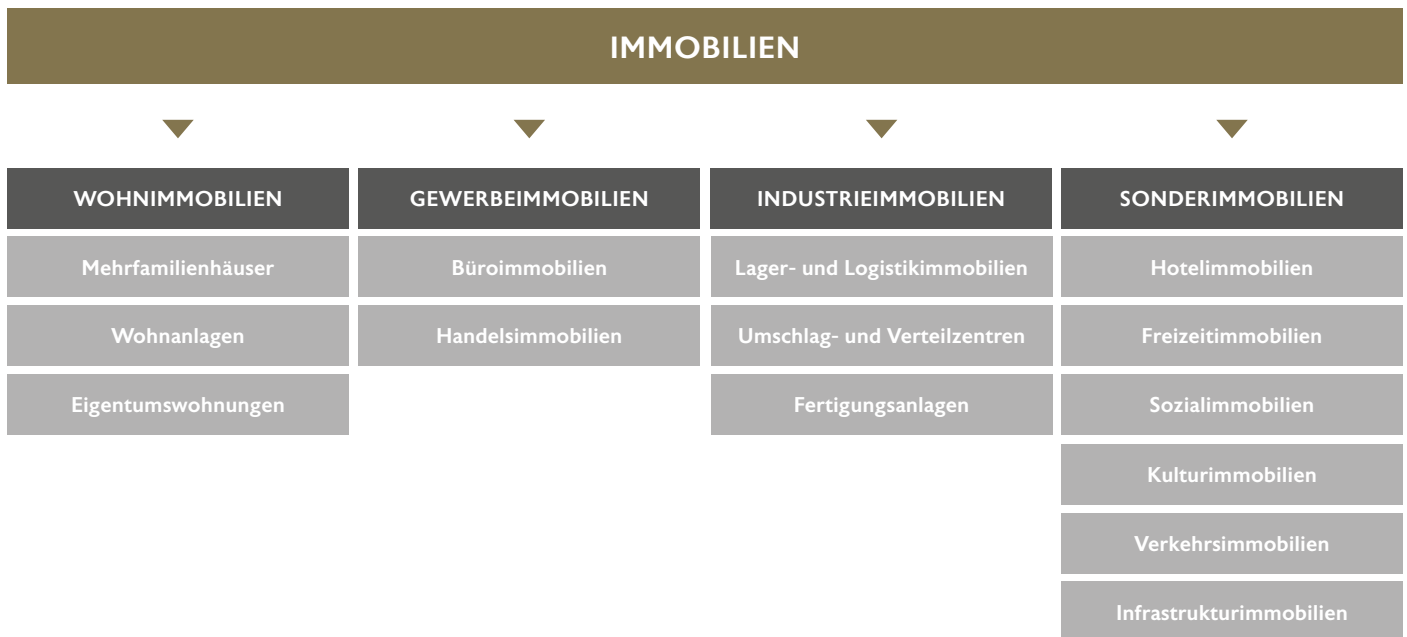 IMMOBILIEN
WOHNIMMOBILIEN
Mehrfamilienhäuser
Wohnanlagen
Eigentumswohnungen
GEWERBEIMMOBILIEN
Büroimmobilien
Handelsimmobilien
INDUSTRIEIMMOBILIEN
Lager- und Logistikimmobilien
Umschlag- und Verteilzentren
Fertigungsanlagen
SONDERIMMOBILIEN
Hotelimmobilien
Freizeitimmobilien
Sozialimmobilien
Kulturimmobilien
Verkehrsimmobilien
Infrastrukturimmobilien